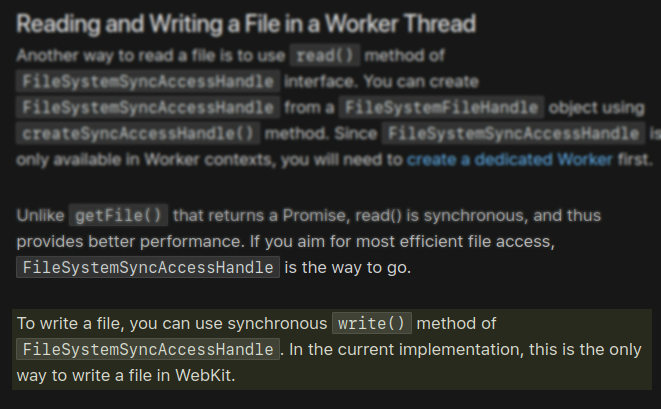 Reading and Writing a File in a Worker Thread
Another way to read a file is to use read() method of
FileSystemSyncAccessHandle interface. You can create
FileSystemSyncAccessHandle from a FileSystemFileHandle object using
createSyncAccessHandle() method. Since FileSystemSyncAccessHandle is
only available in Worker contexts, you will need to create a dedicated Worker first.
Unlike getFile() that returns a Promise, read() is synchronous, and thus
provides better performance. If you aim for most efficient file access,
FileSystemSyncAccessHandle is the way to go.
To write a file, you can use synchronous write() method of
FileSystemSyncAccessHandle. In the current implementation, this is the only
way to write a file in WebKit.